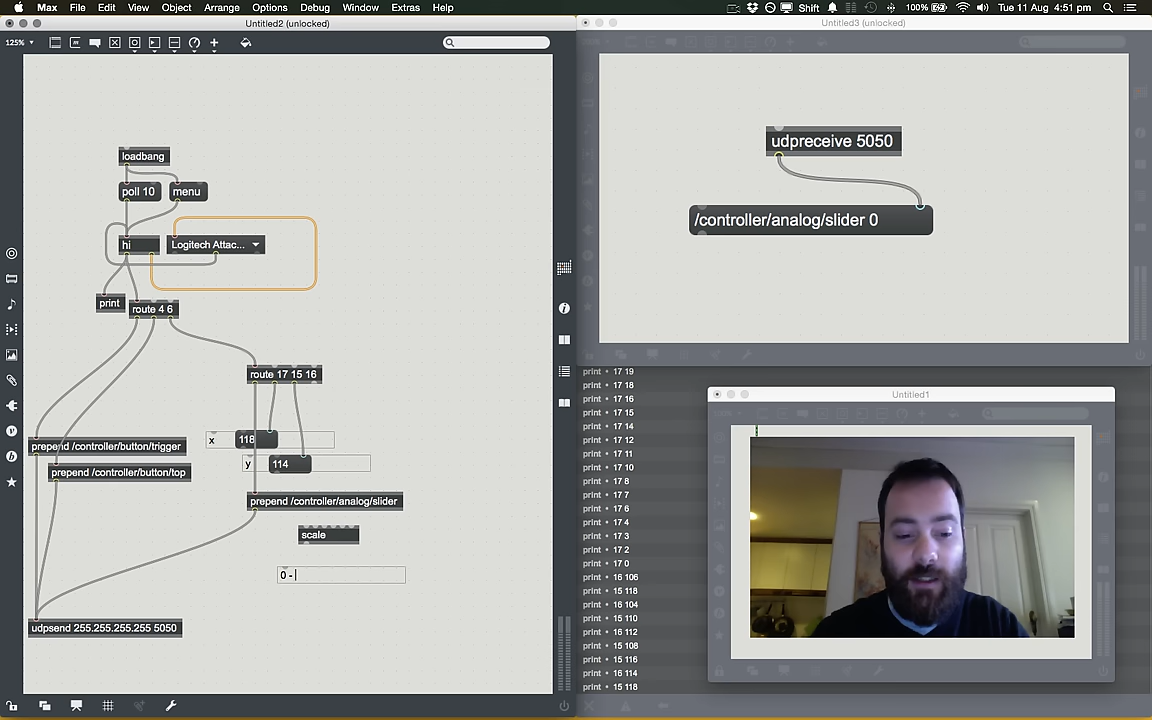 Max File Edit View Object Arrange Options Debug Window Extras Help
Shift 100% Tue 11 Aug 4:51 pm
Untitled2 (unlocked)
125%
loadbang
poll 10
menu
hi
Logitech Attac...
print
route 4 6
route 17 15 16
prepend /controller/button/trigger
x
118
prepend /controller/button/top
y
114
prepend /controller/analog/slider
scale
0 -
udpsend 255.255.255.255 5050
Untitled3 (unlocked)
udpreceive 5050
/controller/analog/slider 0
print • 17 19
print • 17 18
print • 17 16
print • 17 15
print • 17 14
print • 17 12
print • 17 11
print • 17 10
print • 17 8
print • 17 7
print • 17 6
print • 17 4
print • 17 3
print • 17 2
print • 17 0
print • 16 106
print • 15 118
print • 16 104
print • 15 110
print • 16 112
print • 15 108
print • 15 116
print • 16 114
print • 15 118
Untitled1